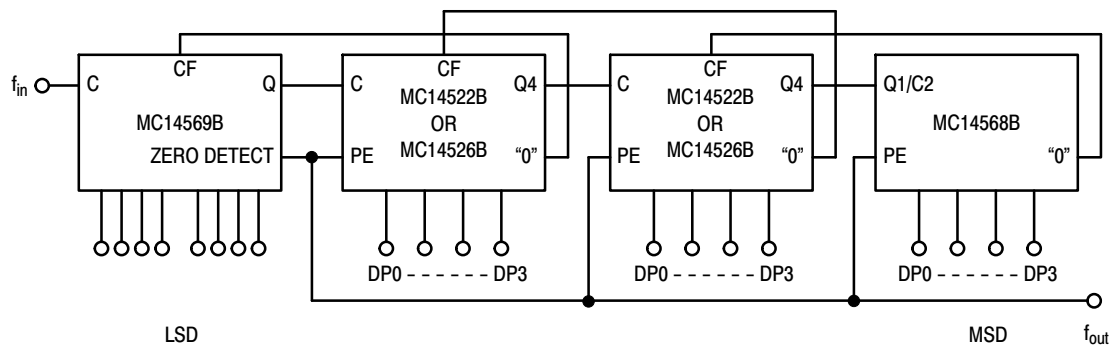 CF CF CF
f_in C Q C Q4 C Q4 Q1/C2
MC14569B MC14522B OR MC14526B MC14522B OR MC14526B MC14568B
ZERO DETECT PE "0" PE "0" PE "0"
DP0 DP3 DP0 DP3 DP0 DP3
LSD MSD f_out